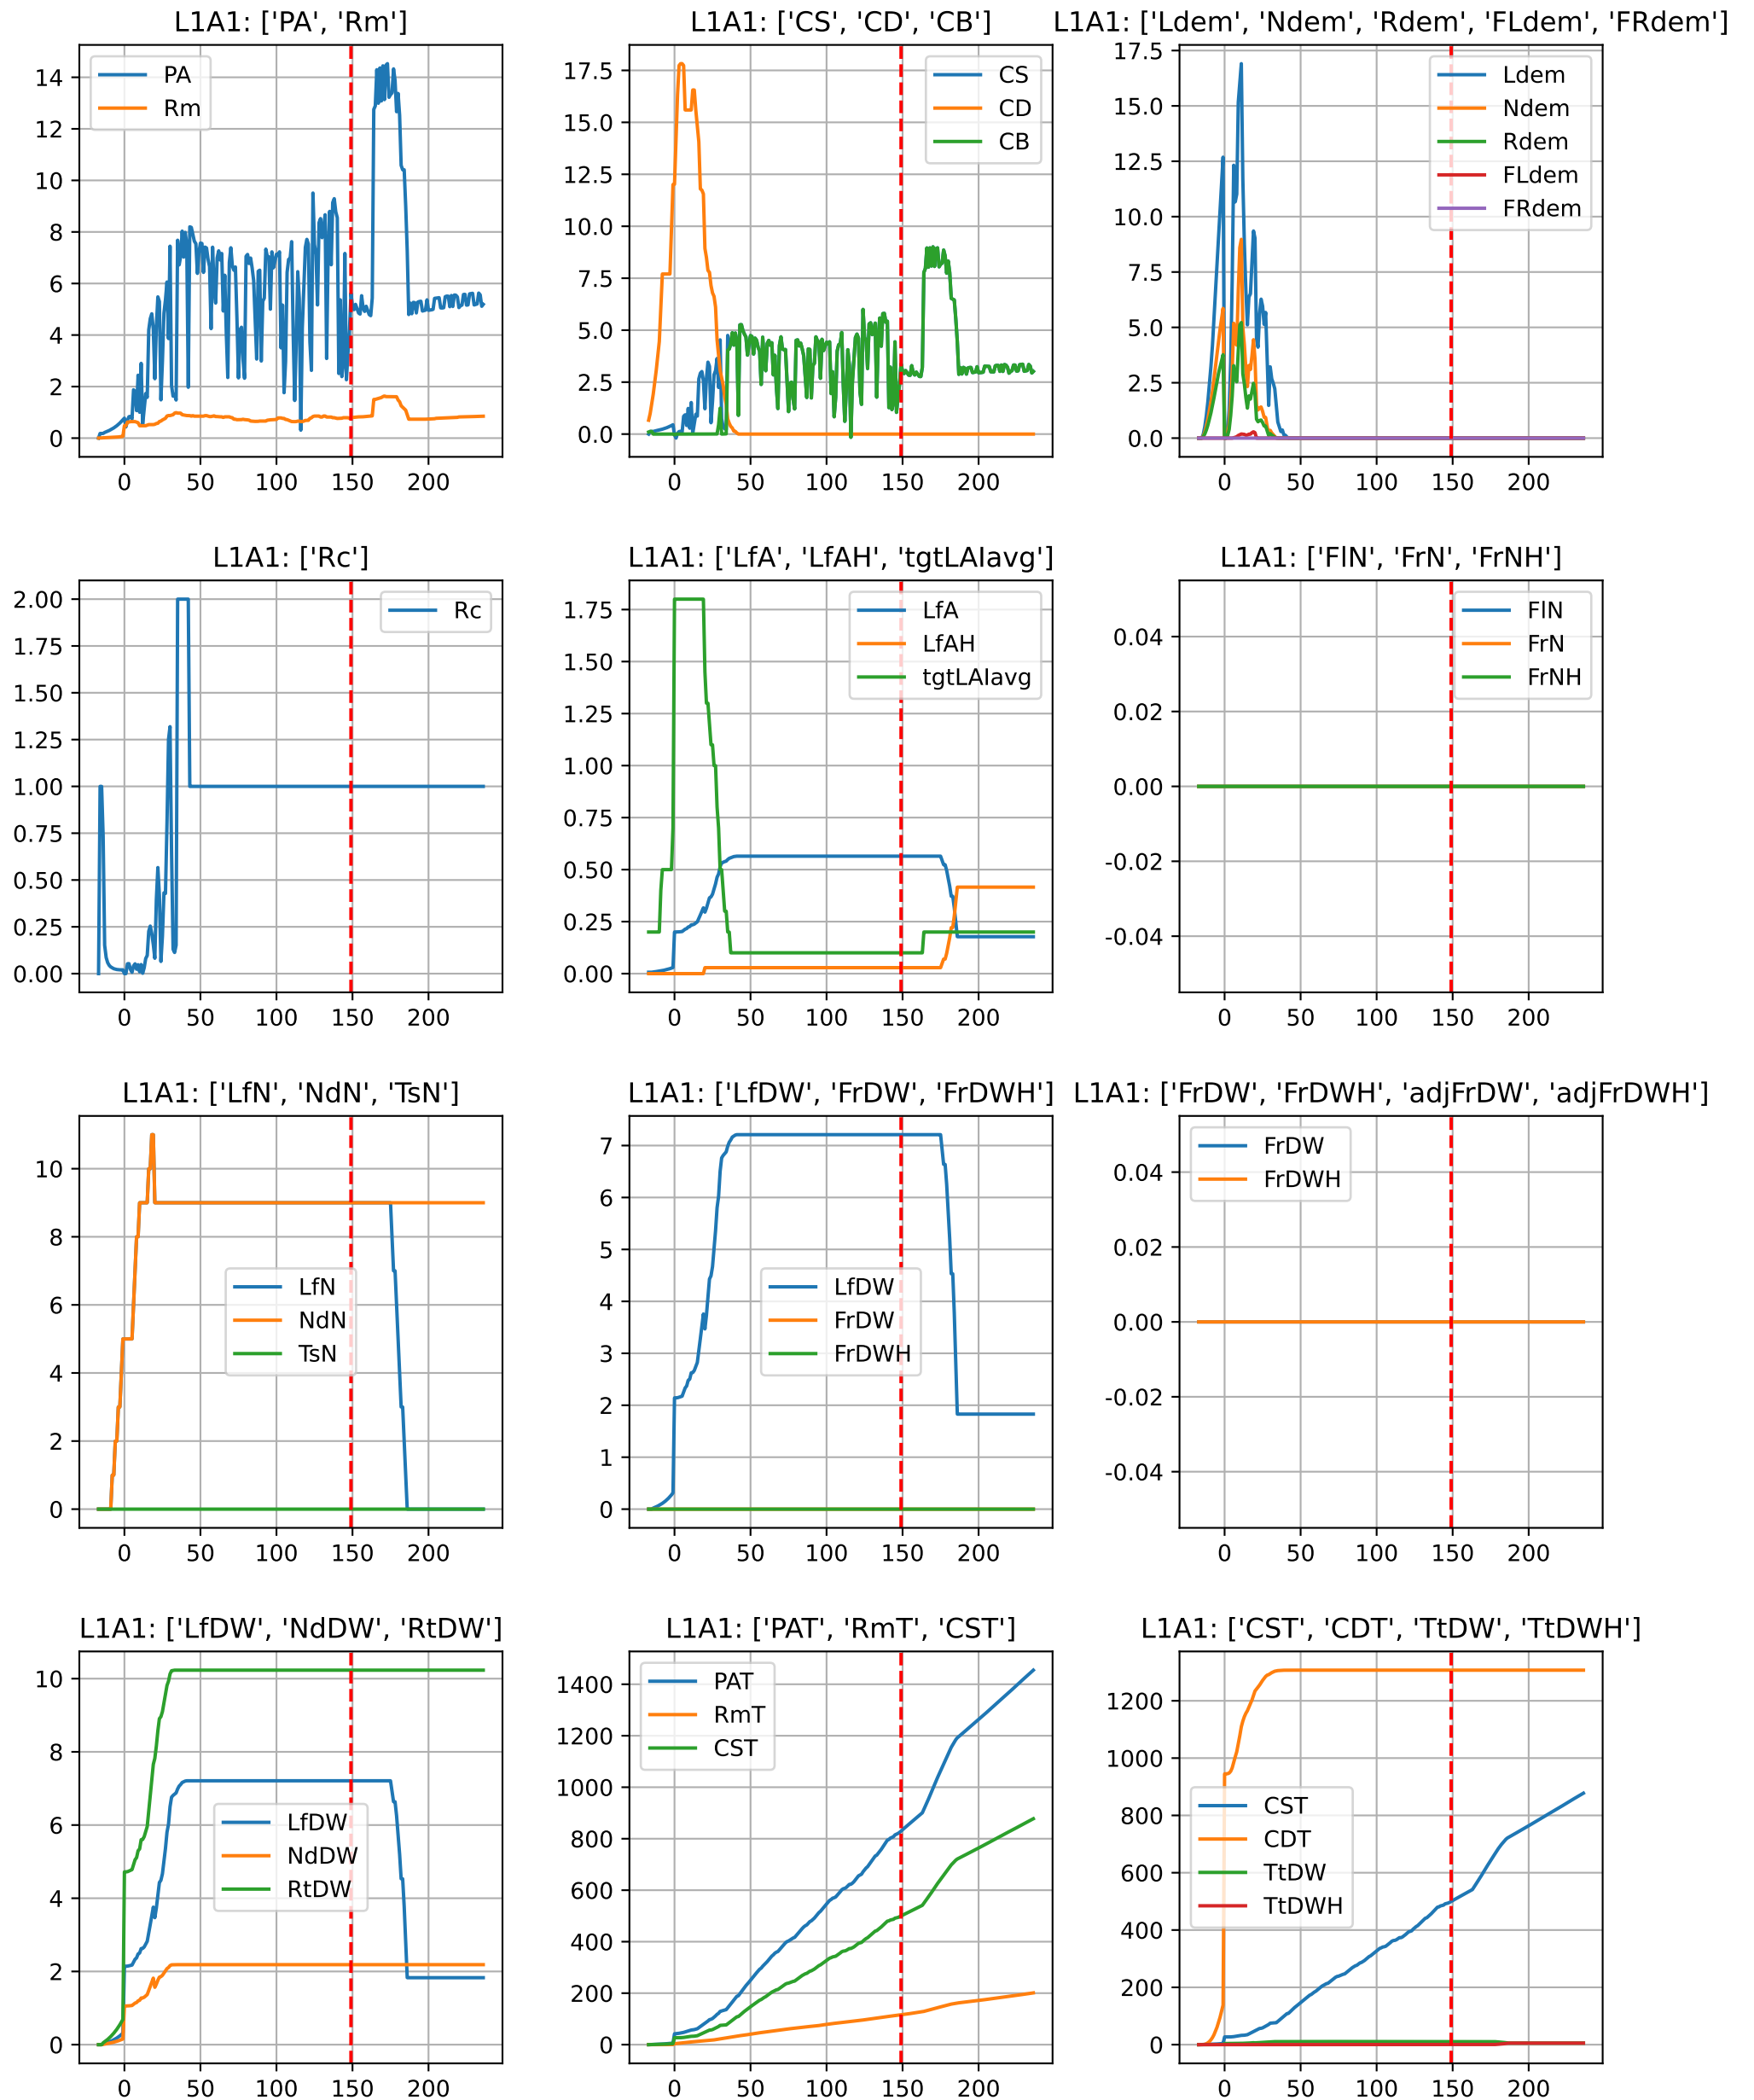 L1A1: ['PA', 'Rm']
14
12
10
8
6
4
2
0
PA
Rm
0 50 100 150 200
L1A1: ['CS', 'CD', 'CB']
17.5
15.0
12.5
10.0
7.5
5.0
2.5
0.0
CS
CD
CB
0 50 100 150 200
L1A1: ['Ldem', 'Ndem', 'Rdem', 'FLdem', 'FRdem']
17.5
15.0
12.5
10.0
7.5
5.0
2.5
0.0
Ldem
Ndem
Rdem
FLdem
FRdem
0 50 100 150 200
L1A1: ['Rc']
2.00
1.75
1.50
1.25
1.00
0.75
0.50
0.25
0.00
Rc
0 50 100 150 200
L1A1: ['LfA', 'LfAH', 'tgtLAIavg']
1.75
1.50
1.25
1.00
0.75
0.50
0.25
0.00
LfA
LfAH
tgtLAIavg
0 50 100 150 200
L1A1: ['FlN', 'FrN', 'FrNH']
0.04
0.02
0.00
-0.02
-0.04
FlN
FrN
FrNH
0 50 100 150 200
L1A1: ['LfN', 'NdN', 'TsN']
10
8
6
4
2
0
LfN
NdN
TsN
0 50 100 150 200
L1A1: ['LfDW', 'FrDW', 'FrDWH']
7
6
5
4
3
2
1
0
LfDW
FrDW
FrDWH
0 50 100 150 200
L1A1: ['FrDW', 'FrDWH', 'adjFrDW', 'adjFrDWH']
0.04
0.02
0.00
-0.02
-0.04
FrDW
FrDWH
0 50 100 150 200
L1A1: ['LfDW', 'NdDW', 'RtDW']
10
8
6
4
2
0
LfDW
NdDW
RtDW
0 50 100 150 200
L1A1: ['PAT', 'RmT', 'CST']
1400
1200
1000
800
600
400
200
0
PAT
RmT
CST
0 50 100 150 200
L1A1: ['CST', 'CDT', 'TtDW', 'TtDWH']
1200
1000
800
600
400
200
0
CST
CDT
TtDW
TtDWH
0 50 100 150 200